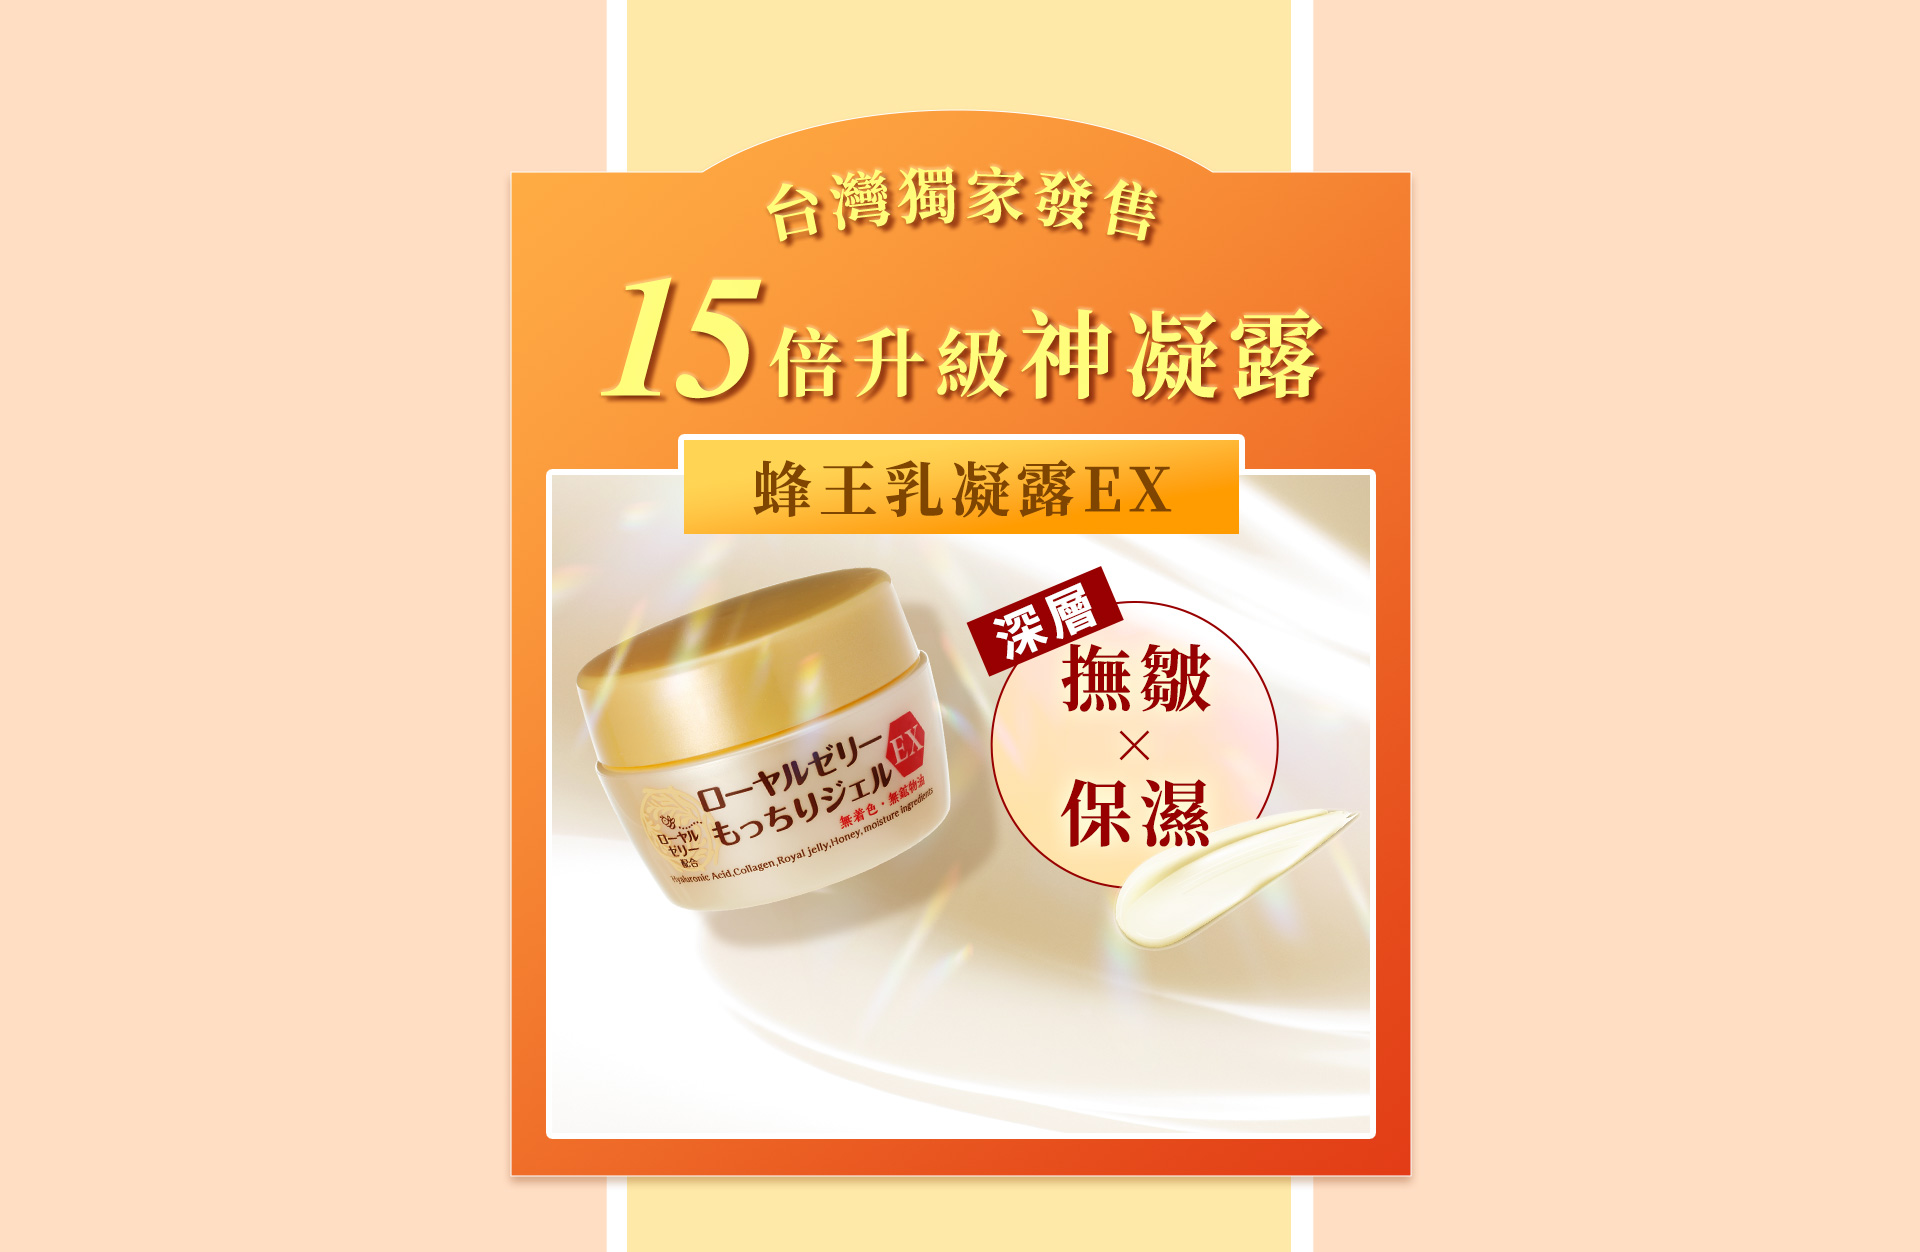 台灣獨家發售
15倍升級神凝露
蜂王乳凝露EX
深層
撫皺
×
保濕
ローヤルゼリー
もっちりジェル
EX
無着色・無鉱物油
Hyaluronic Acid,Collagen,Royal jelly,Honey,moisture ingredients
ローヤル
ゼリー
配合